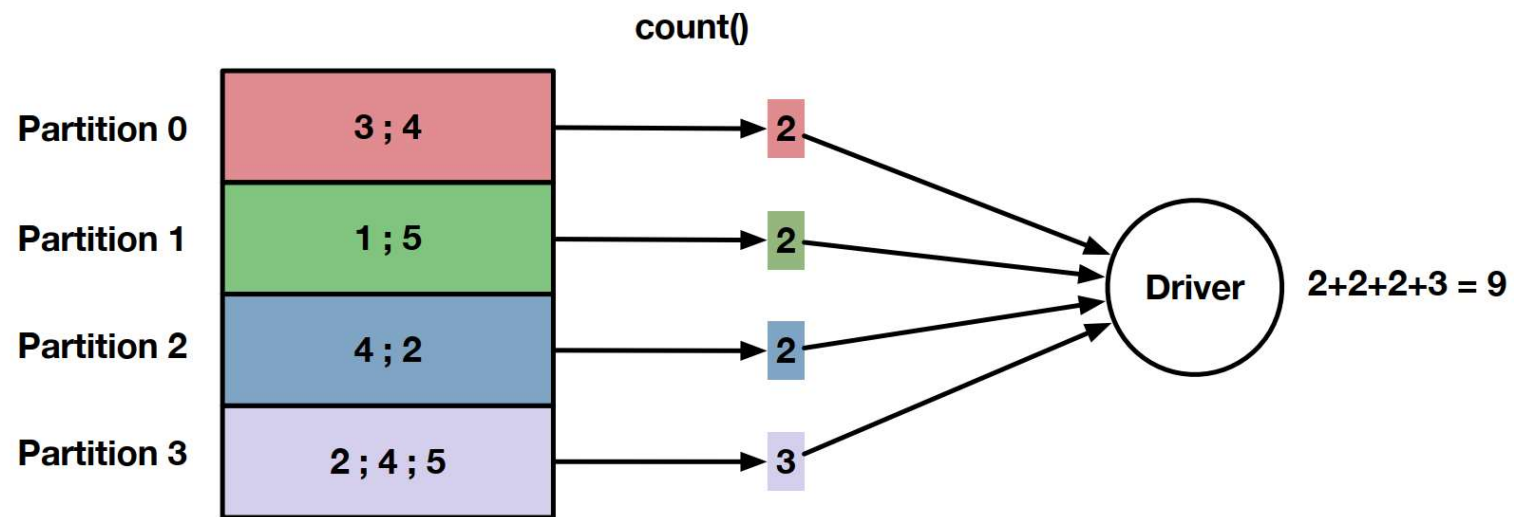 count()
Partition 0
3 ; 4
2
Partition 1
1 ; 5
2
Driver
2+2+2+3 = 9
Partition 2
4 ; 2
2
Partition 3
2 ; 4 ; 5
3